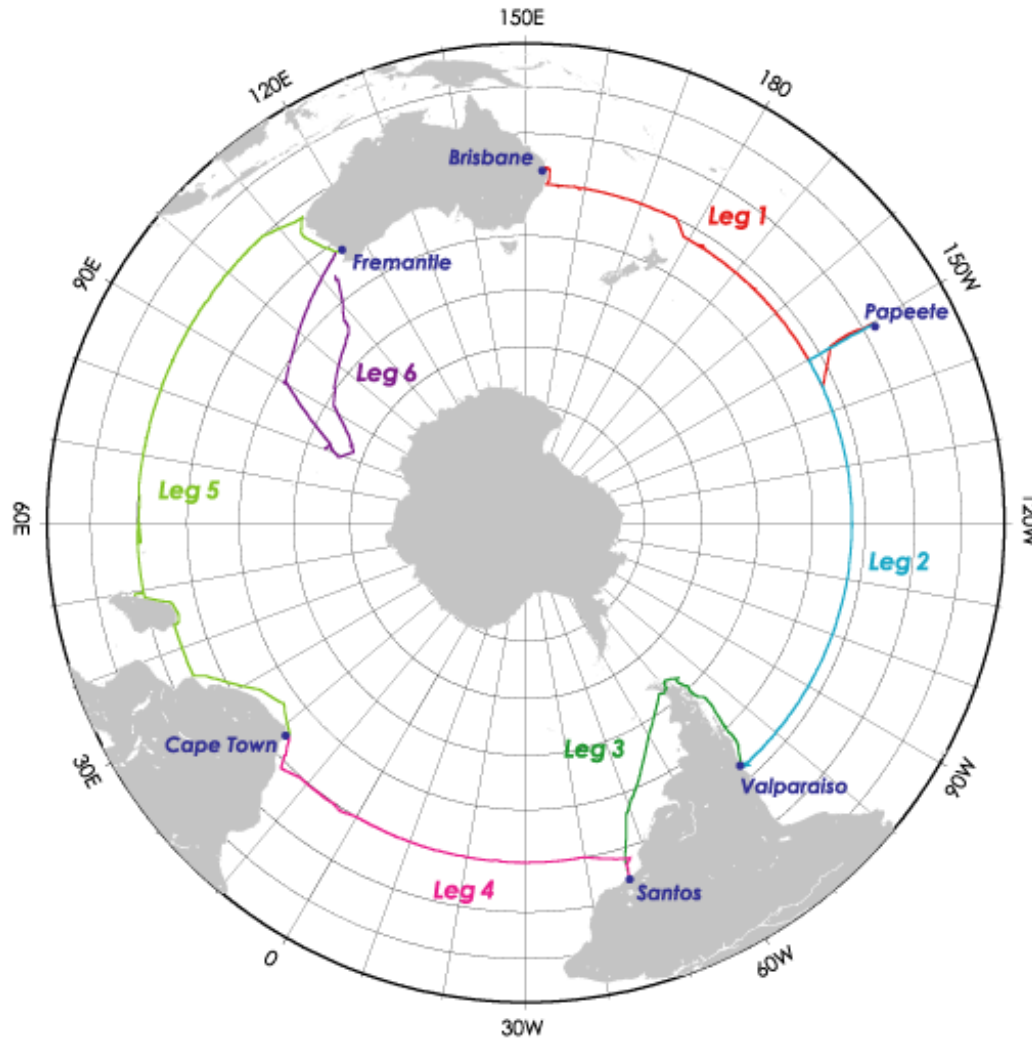 150E
120E
180
Brisbane
Leg 1
Fremantle
90E
150W
Papeete
Leg 6
Leg 5
60E
120W
Leg 2
Cape Town
Leg 3
30E
Valparaiso
90W
Leg 4
Santos
0
60W
30W